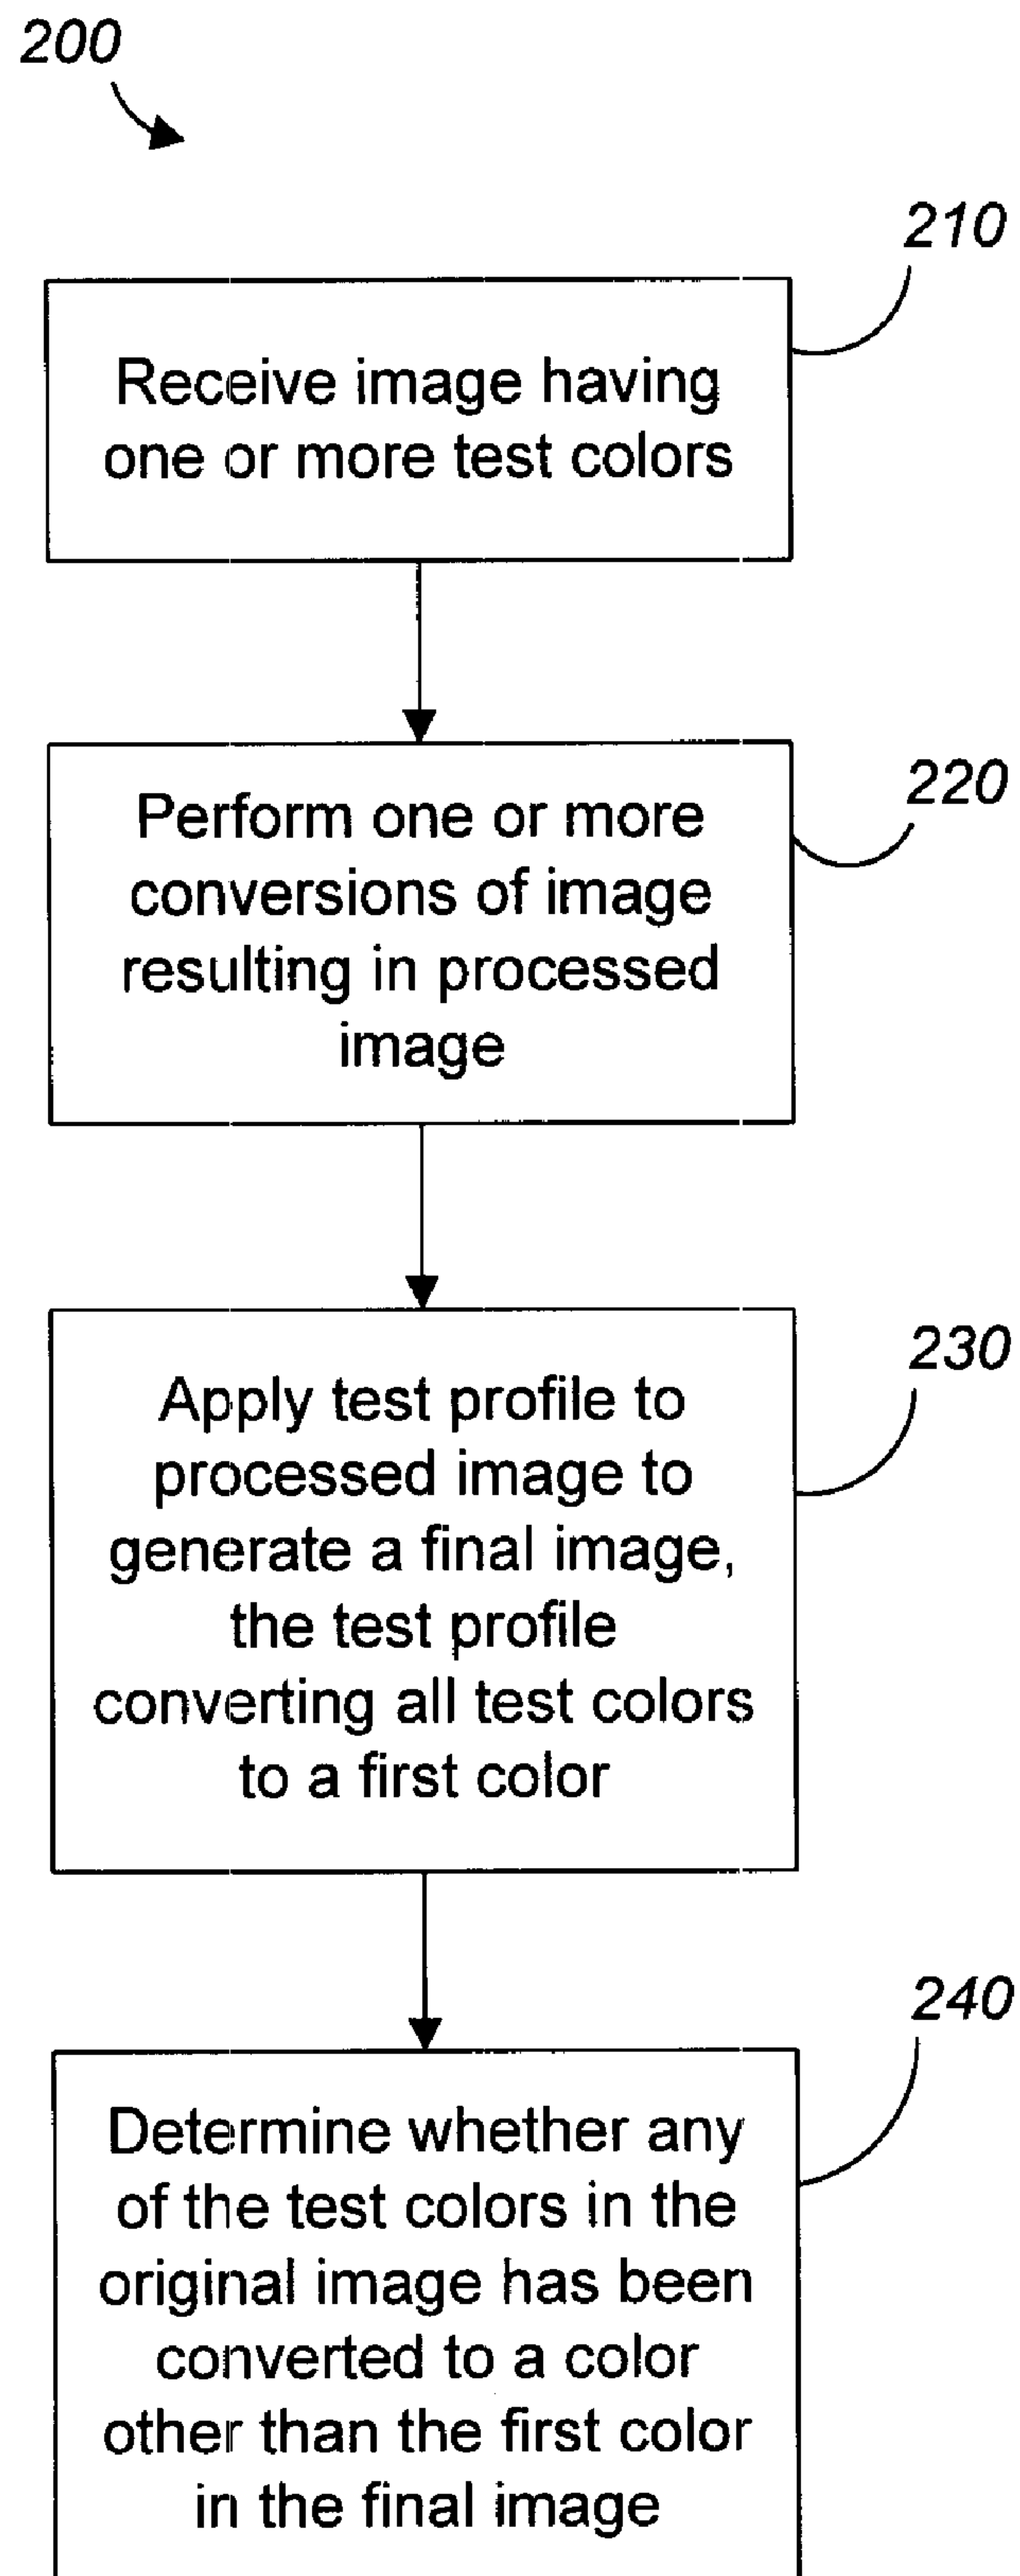 200
210
Receive image having
one or more test colors
220
Perform one or more
conversions of image
resulting in processed
image
230
Apply test profile to
processed image to
generate a final image,
the test profile
converting all test colors
to a first color
240
Determine whether any
of the test colors in the
original image has been
converted to a color
other than the first color
in the final image